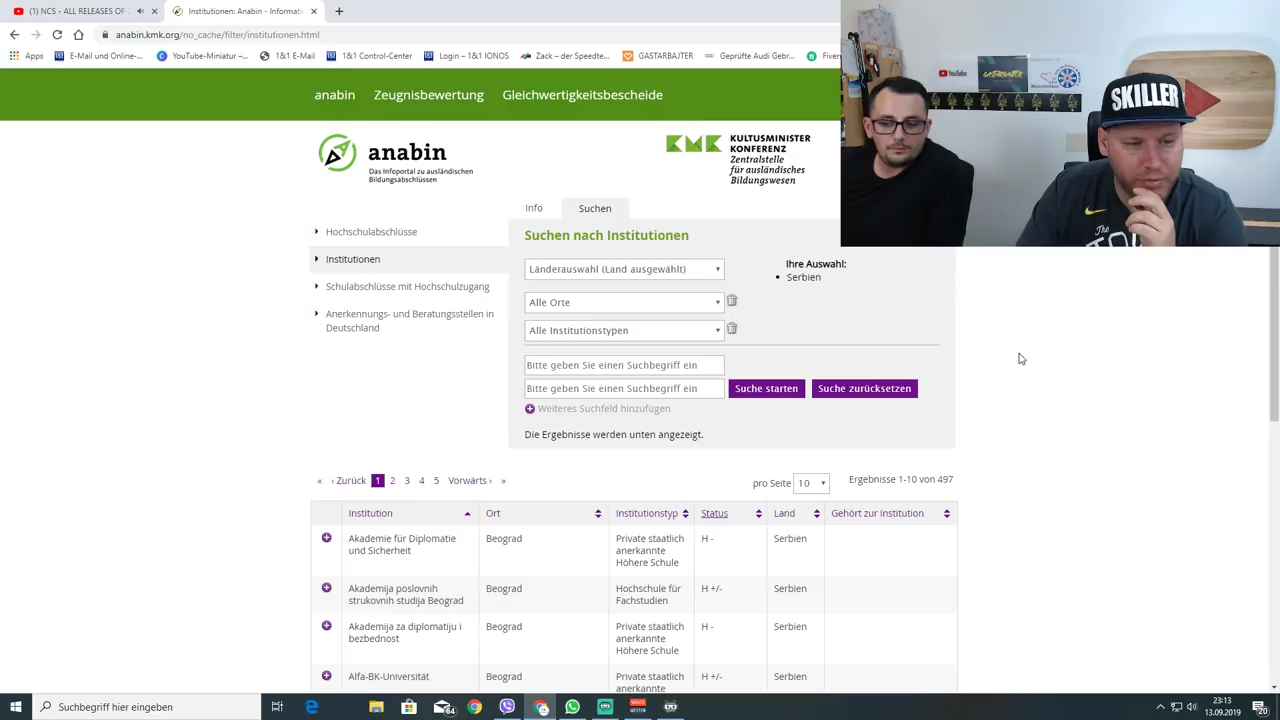 (1) NCS - ALL RELEASES OF
Institutionen: Anabin - Informatio
anabin.kmk.org/no_cache/filter/institutionen.html
Apps
E-Mail und Online-...
YouTube-Miniatur –...
1&1 E-Mail
1&1 Control-Center
Login – 1&1 IONOS
Zack – der Speedte...
GASTARBAJTER
Geprüfte Audi Gebr...
Fiverr
anabin
Zeugnisbewertung
Gleichwertigkeitsbescheide
anabin
Das Infoportal zu ausländischen
Bildungsabschlüssen
KMK
KULTUSMINISTER
KONFERENZ
Zentralstelle
für ausländisches
Bildungswesen
YouTube
GASTARBAJTER
SKILLER
THE
Info
Suchen
Hochschulabschlüsse
Institutionen
Schulabschlüsse mit Hochschulzugang
Anerkennungs- und Beratungsstellen in
Deutschland
Suchen nach Institutionen
Länderauswahl (Land ausgewählt)
Ihre Auswahl:
Serbien
Alle Orte
Alle Institutionstypen
Bitte geben Sie einen Suchbegriff ein
Bitte geben Sie einen Suchbegriff ein
Suche starten
Suche zurücksetzen
Weiteres Suchfeld hinzufügen
Die Ergebnisse werden unten angezeigt.
« ‹ Zurück 1 2 3 4 5 Vorwärts › »
pro Seite 10
Ergebnisse 1-10 von 497
Institution Ort Institutionstyp Status Land Gehört zur Institution
Akademie für Diplomatie
und Sicherheit
Beograd
Private staatlich
anerkannte
Höhere Schule
H -
Serbien
Akademija poslovnih
strukovnih studija Beograd
Beograd
Hochschule für
Fachstudien
H +/-
Serbien
Akademija za diplomatiju i
bezbednost
Beograd
Private staatlich
anerkannte
Höhere Schule
H -
Serbien
Alfa-BK-Universität
Beograd
Private staatlich
anerkannte
H +/-
Serbien
Suchbegriff hier eingeben
64
23:13
13.09.2019
20